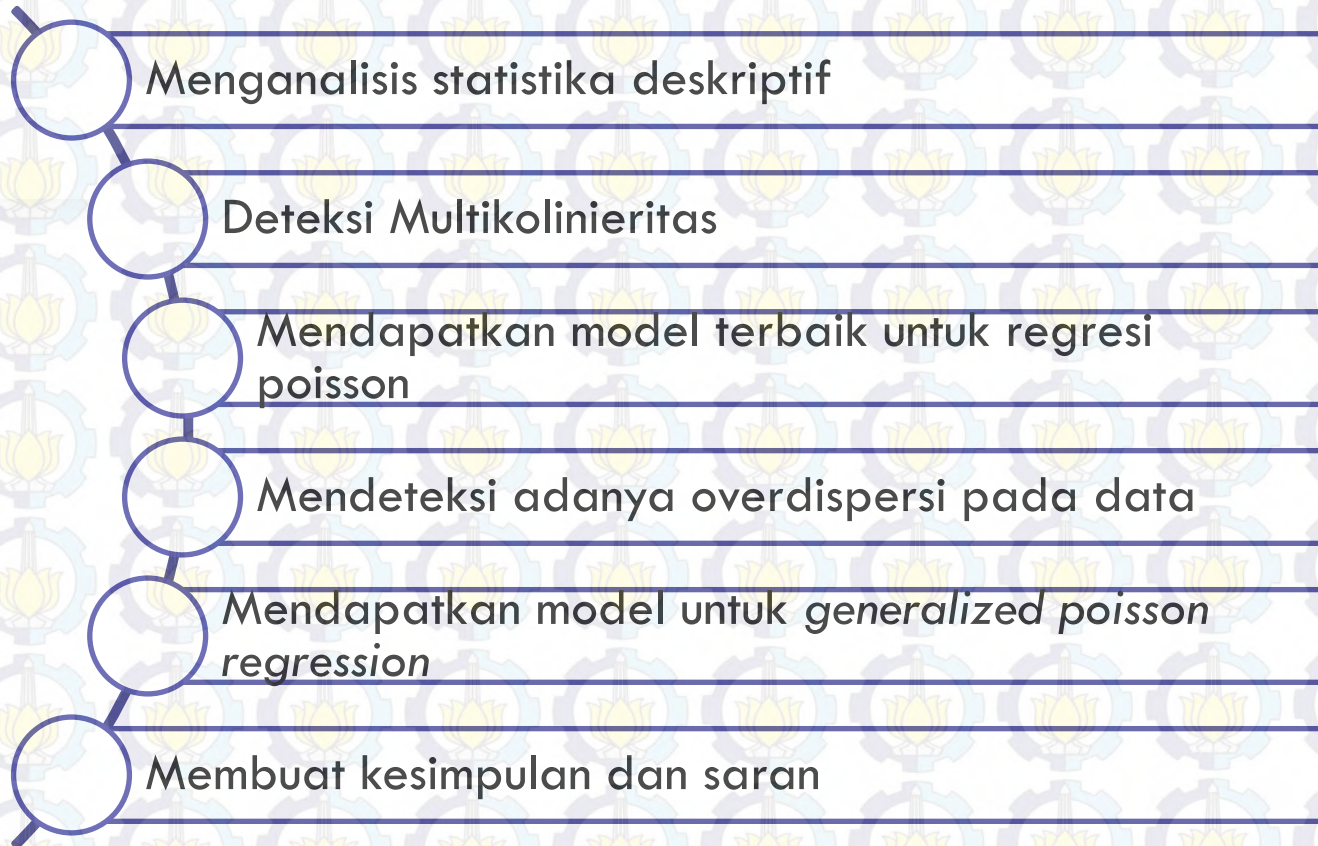 Menganalisis statistika deskriptif
Deteksi Multikolinieritas
Mendapatkan model terbaik untuk regresi
poisson
Mendeteksi adanya overdispersi pada data
Mendapatkan model untuk generalized poisson
regression
Membuat kesimpulan dan saran